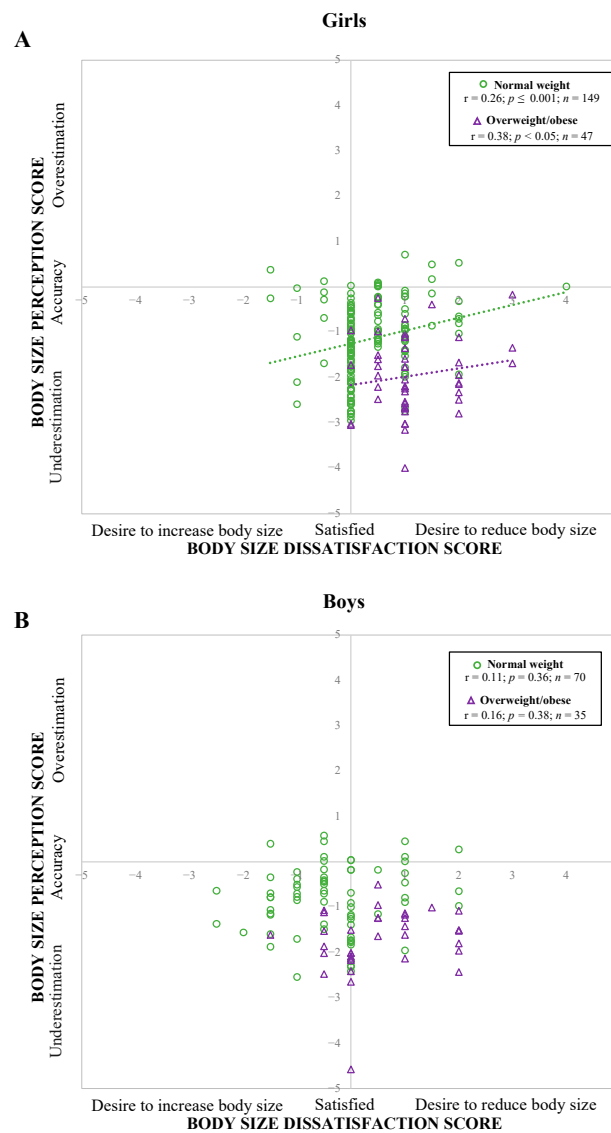 Girls
A
5
4
3
2
1
−5
−4
−3
−2
−1
1
2
3
4
−1
−2
−3
−4
−5
Normal weight
r = 0.26; p ≤ 0.001; n = 149
Overweight/obese
r = 0.38; p < 0.05; n = 47
BODY SIZE PERCEPTION SCORE
Overestimation
Accuracy
Underestimation
Desire to increase body size
Satisfied
Desire to reduce body size
BODY SIZE DISSATISFACTION SCORE
Boys
B
5
4
3
2
1
−5
−4
−3
−2
−1
1
2
3
4
−1
−2
−3
−4
−5
Normal weight
r = 0.11; p = 0.36; n = 70
Overweight/obese
r = 0.16; p = 0.38; n = 35
BODY SIZE PERCEPTION SCORE
Overestimation
Accuracy
Underestimation
Desire to increase body size
Satisfied
Desire to reduce body size
BODY SIZE DISSATISFACTION SCORE